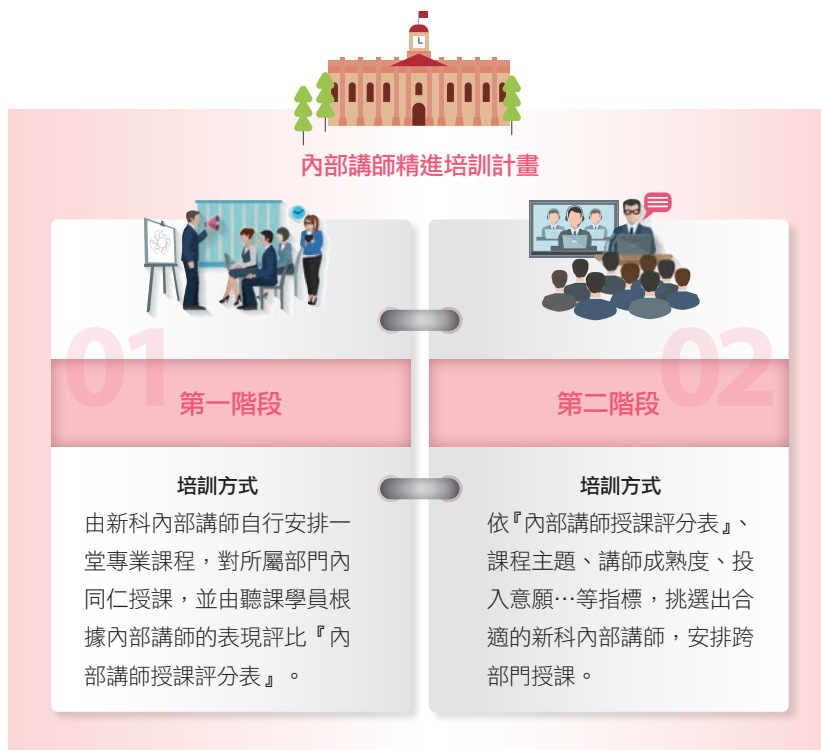 內部講師精進培訓計畫
01
第一階段
培訓方式
由新科內部講師自行安排一
堂專業課程，對所屬部門內
同仁授課，並由聽課學員根
據內部講師的表現評比『內
部講師授課評分表』。
02
第二階段
培訓方式
依『內部講師授課評分表』、
課程主題、講師成熟度、投
入意願…等指標，挑選出合
適的新科內部講師，安排跨
部門授課。